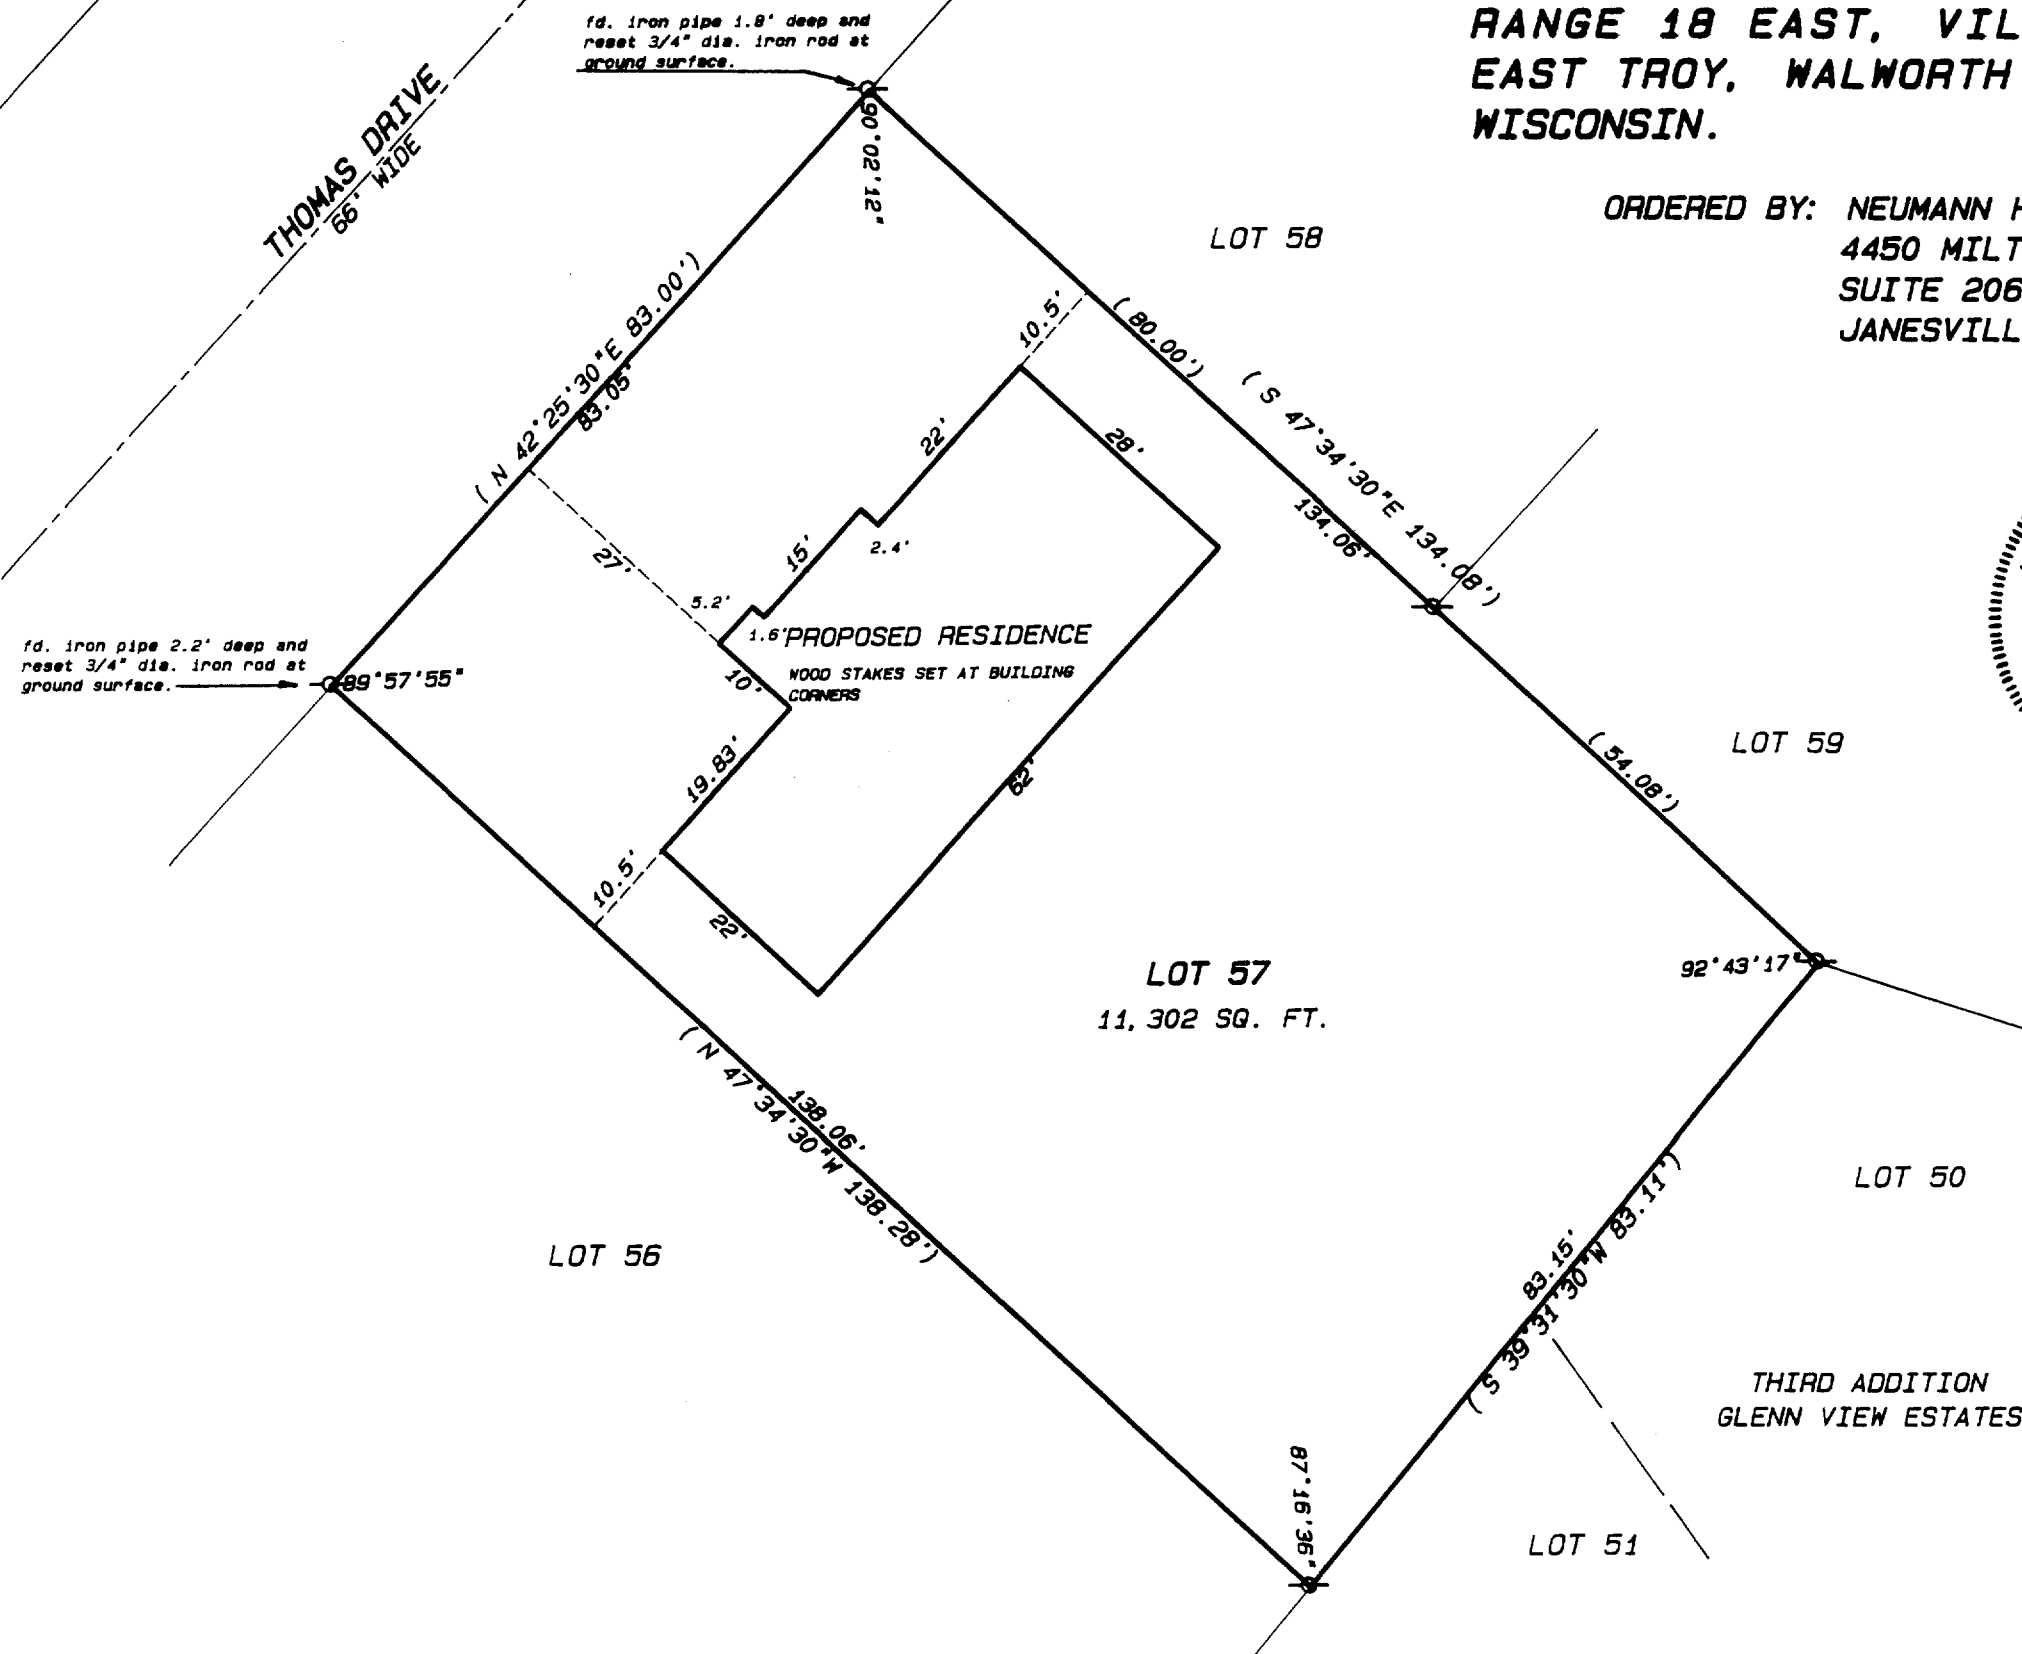 fd. iron pipe 1.8' deep and
reset 3/4" dia. iron rod at
ground surface.
RANGE 18 EAST, VIL
EAST TROY, WALWORTH
WISCONSIN.
ORDERED BY: NEUMANN H
4450 MILT
SUITE 206
JANESVILL
THOMAS DRIVE
66' WIDE
90°02'12"
LOT 58
( N 42°25'30"E 83.00')
83.05'
10.5'
( 80.00')
( S 47°34'30"E 134.08')
134.06'
22'
28'
27'
15'
2.4'
5.2'
1.6'
PROPOSED RESIDENCE
WOOD STAKES SET AT BUILDING
CORNERS
fd. iron pipe 2.2' deep and
reset 3/4" dia. iron rod at
ground surface.
89°57'55"
10'
19.83'
62'
LOT 59
( 54.08')
10.5'
22'
LOT 57
11,302 SQ. FT.
92°43'17"
( N 47°34'30"W 138.28')
138.06'
LOT 56
LOT 50
83.15'
( S 39°31'30"W 83.11')
THIRD ADDITION
GLENN VIEW ESTATES
87°16'36"
LOT 51